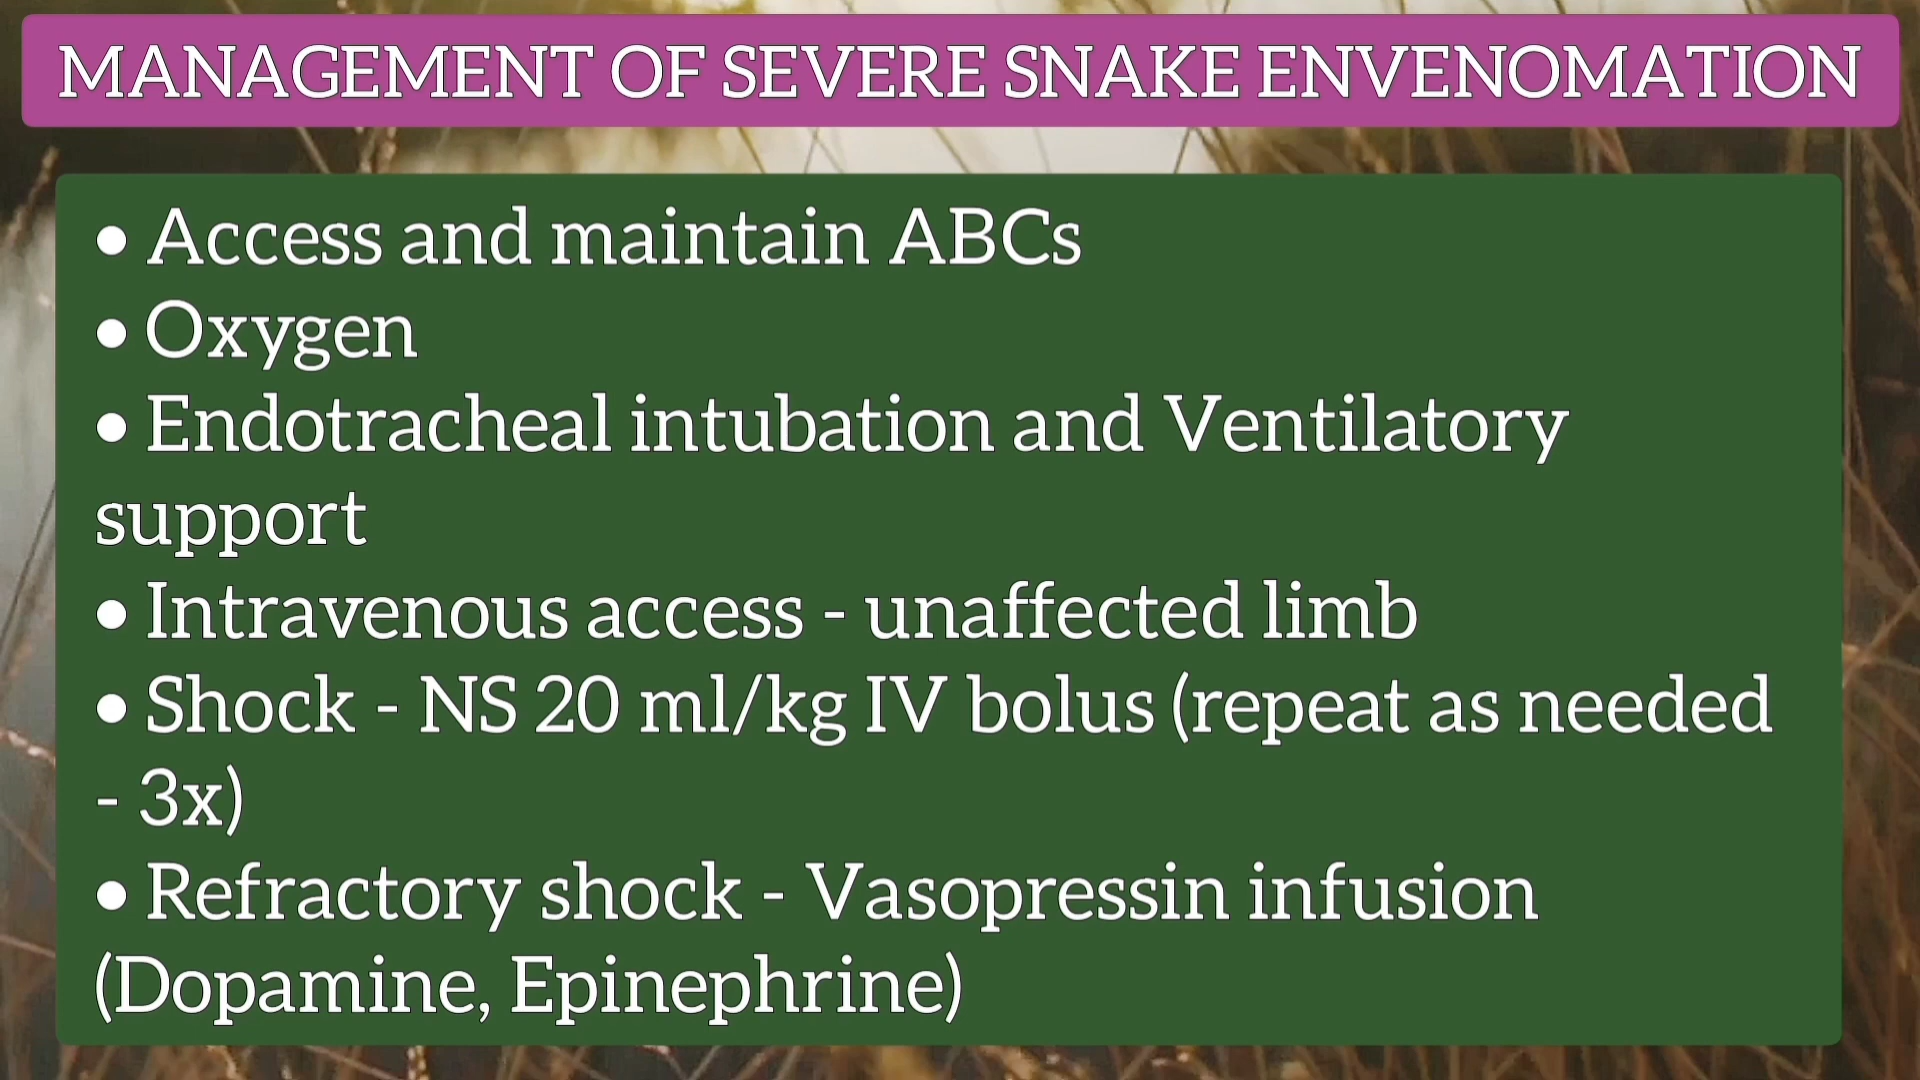 MANAGEMENT OF SEVERE SNAKE ENVENOMATION
• Access and maintain ABCs
• Oxygen
• Endotracheal intubation and Ventilatory
support
• Intravenous access - unaffected limb
• Shock - NS 20 ml/kg IV bolus (repeat as needed
- 3x)
• Refractory shock - Vasopressin infusion
(Dopamine, Epinephrine)